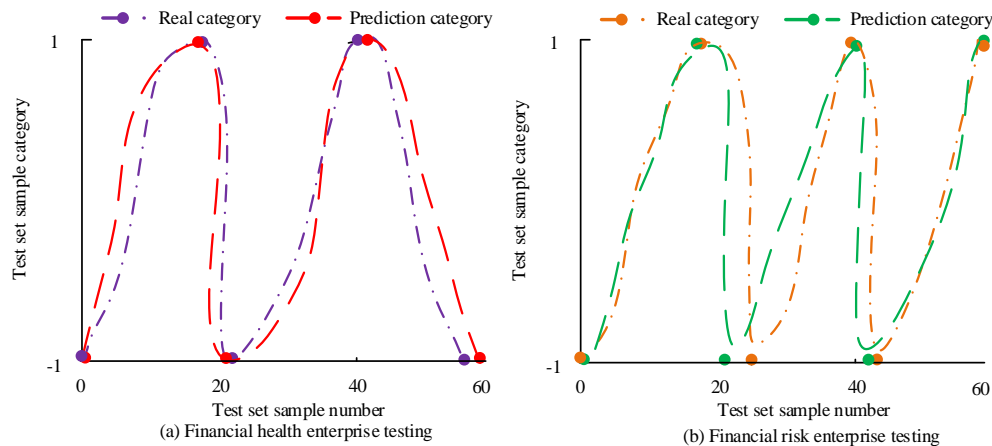 Real category
Prediction category
1
Test set sample category
-1
0
20
40
60
Test set sample number
(a) Financial health enterprise testing
Real category
Prediction category
1
Test set sample category
-1
0
20
40
60
Test set sample number
(b) Financial risk enterprise testing